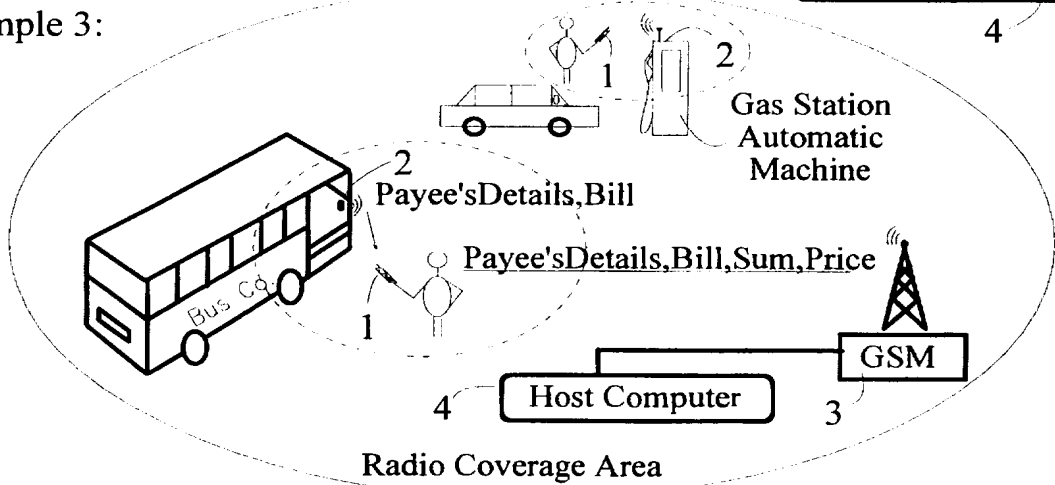 mple 3:
4
1
2
Gas Station
Automatic
Machine
2
Payee'sDetails,Bill
Payee'sDetails,Bill,Sum,Price
Bus Co.
1
GSM
3
4
Host Computer
Radio Coverage Area